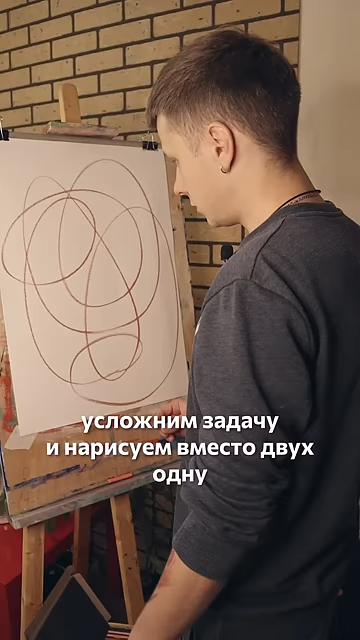 усложним задачу
и нарисуем вместо двух
одну